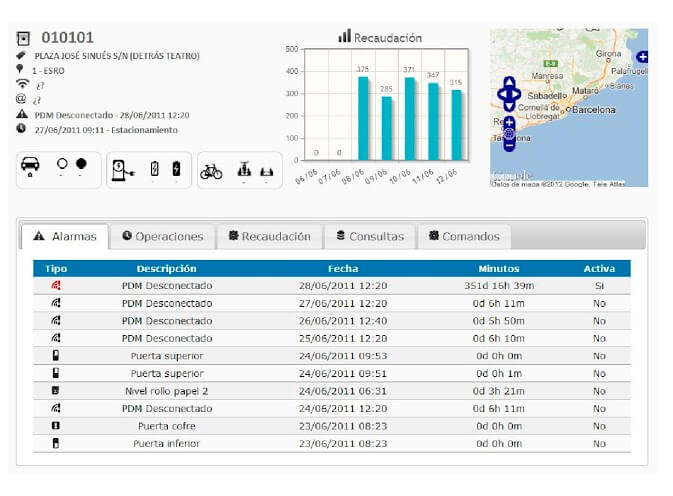 010101
PLAZA JOSÉ SINUÉS S/N (DETRÁS TEATRO)
1 - ESRO
¿?
¿?
PDM Desconectado - 28/06/2011 12:20
27/06/2011 09:11 - Estacionamiento
- -
- -
- -
Recaudación
500
400
300
200
100
0
0 0 375 285 371 347 315
06/06 07/06 08/06 09/06 10/06 11/06 12/06
Girona
E-9
Manresa
Palafrugell
Blanes
Mataró
Sabadello
Cornellà de
Llobregat
Barcelona
Datos de mapa ©2012 Google, Tele Atlas
Alarmas Operaciones Recaudación Consultas Comandos
Tipo Descripción Fecha Minutos Activa
PDM Desconectado 28/06/2011 12:20 351d 16h 39m Si
PDM Desconectado 27/06/2011 12:20 0d 6h 11m No
PDM Desconectado 26/06/2011 12:40 0d 5h 50m No
PDM Desconectado 25/06/2011 12:20 0d 6h 10m No
Puerta superior 24/06/2011 09:53 0d 0h 0m No
Puerta superior 24/06/2011 09:51 0d 0h 1m No
Nivel rollo papel 2 24/06/2011 06:31 0d 3h 21m No
PDM Desconectado 24/06/2011 12:20 0d 6h 11m No
Puerta cofre 23/06/2011 08:23 0d 0h 0m No
Puerta inferior 23/06/2011 08:23 0d 0h 0m No